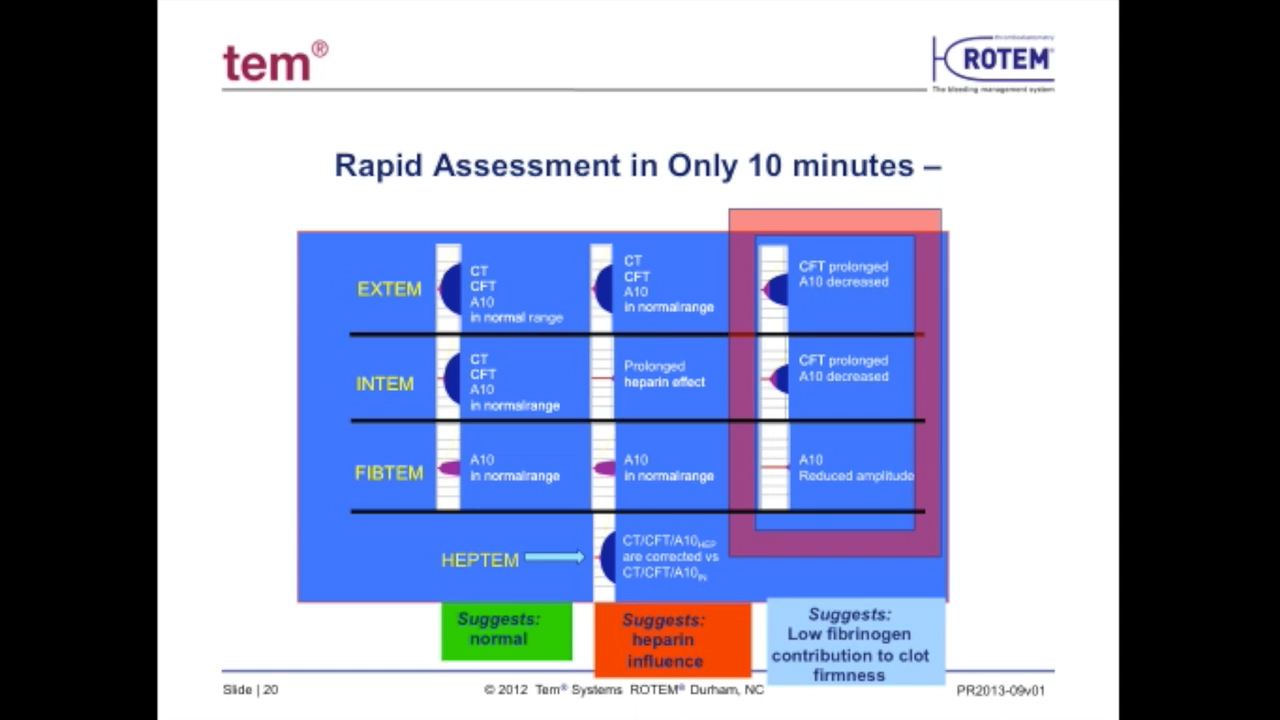 tem®
thromboelastometry
ROTEM®
The bleeding management system
Rapid Assessment in Only 10 minutes –
EXTEM
CT
CFT
A10
in normal range
CT
CFT
A10
in normalrange
CFT prolonged
A10 decreased
INTEM
CT
CFT
A10
in normalrange
Prolonged
heparin effect
CFT prolonged
A10 decreased
FIBTEM
A10
in normalrange
A10
in normalrange
A10
Reduced amplitude
HEPTEM
CT/CFT/A10HEP
are corrected vs
CT/CFT/A10IN
Suggests:
normal
Suggests:
heparin
influence
Suggests:
Low fibrinogen
contribution to clot
firmness
Slide | 20
© 2012 Tem® Systems ROTEM® Durham, NC
PR2013-09v01